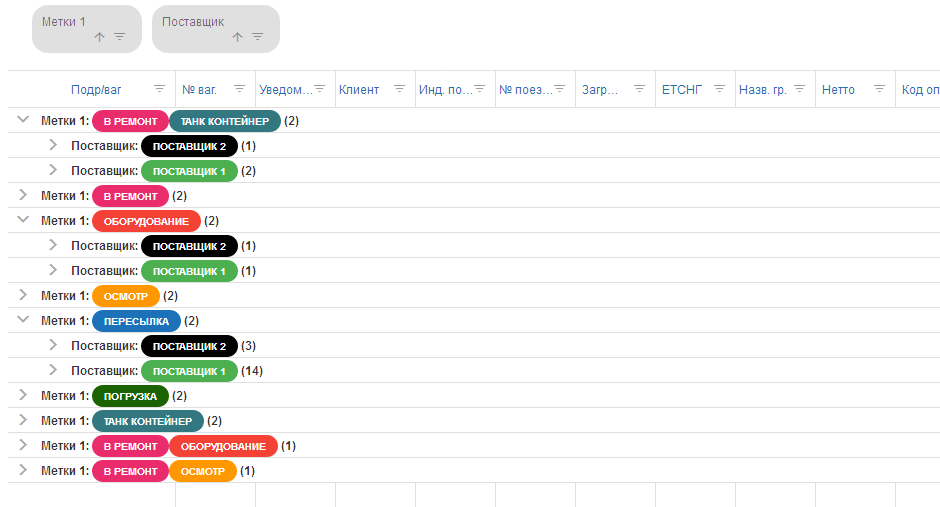 Метки 1 Поставщик
Подр/ваг № ваг. Уведом... Клиент Инд. по... № поез... Загр... ЕТСНГ Назв. гр. Нетто Код оп
Метки 1: В РЕМОНТ ТАНК КОНТЕЙНЕР (2)
Поставщик: ПОСТАВЩИК 2 (1)
Поставщик: ПОСТАВЩИК 1 (2)
Метки 1: В РЕМОНТ (2)
Метки 1: ОБОРУДОВАНИЕ (2)
Поставщик: ПОСТАВЩИК 2 (1)
Поставщик: ПОСТАВЩИК 1 (1)
Метки 1: ОСМОТР (2)
Метки 1: ПЕРЕСЫЛКА (2)
Поставщик: ПОСТАВЩИК 2 (3)
Поставщик: ПОСТАВЩИК 1 (14)
Метки 1: ПОГРУЗКА (2)
Метки 1: ТАНК КОНТЕЙНЕР (2)
Метки 1: В РЕМОНТ ОБОРУДОВАНИЕ (1)
Метки 1: В РЕМОНТ ОСМОТР (1)